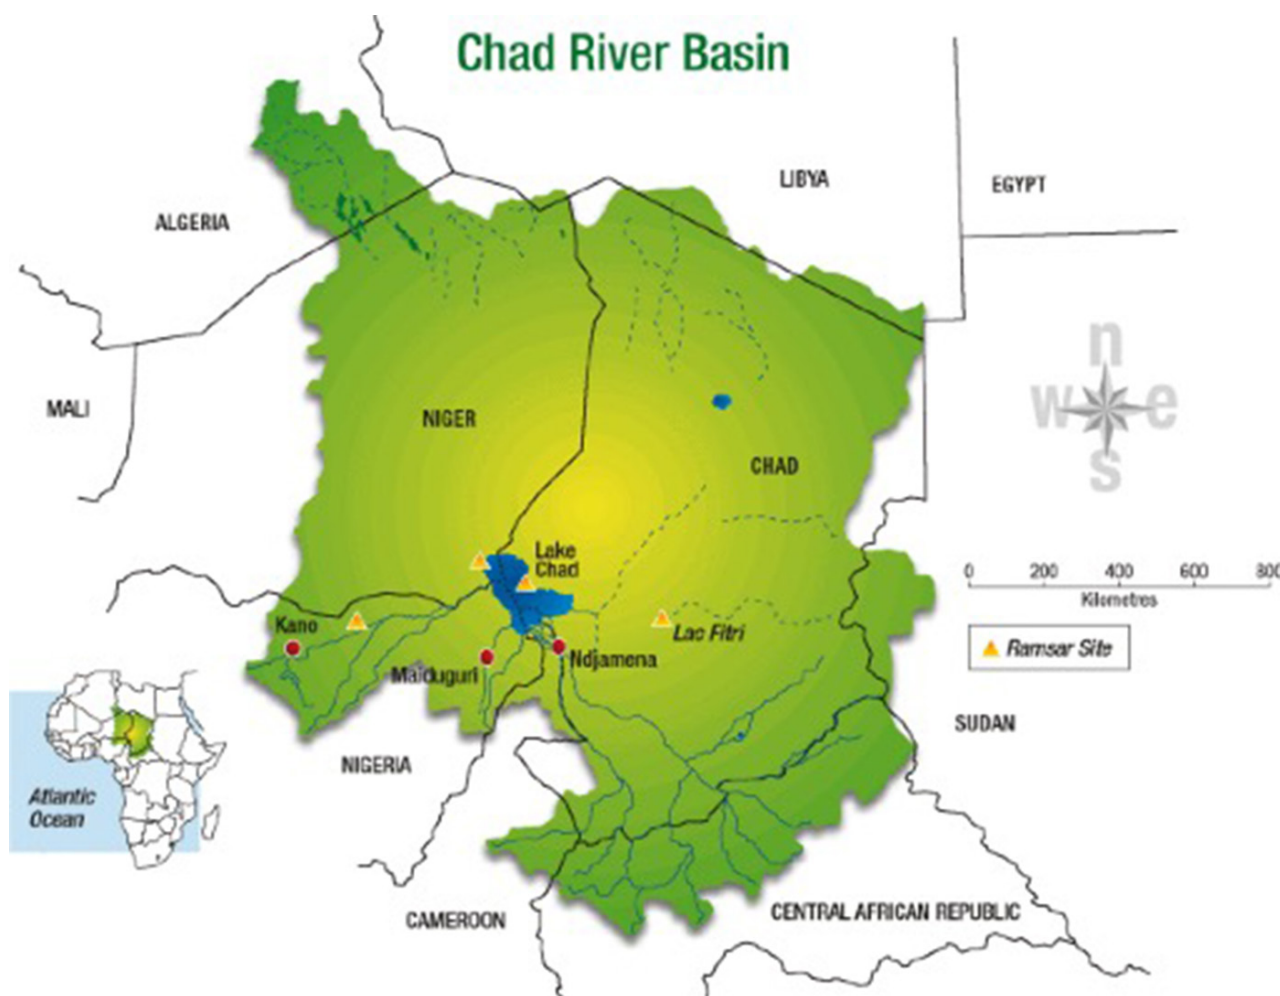 Chad River Basin
LIBYA
EGYPT
ALGERIA
n
w e
s
MALI
NIGER
CHAD
Lake
Chad
0 200 400 600 800
Kilometres
Kano
Lac Fitri
Ramsar Site
Maiduguri
Ndjamena
SUDAN
NIGERIA
Atlantic
Ocean
CAMEROON
CENTRAL AFRICAN REPUBLIC